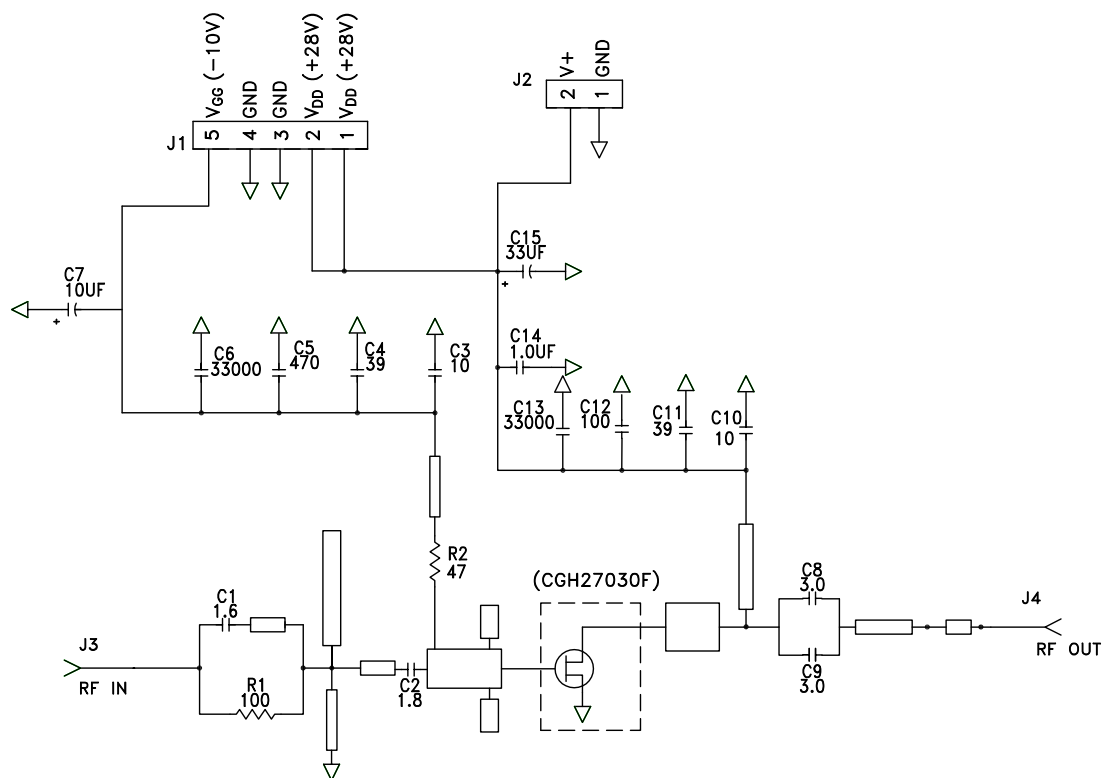 VGG (-10V)
GND
GND
VDD (+28V)
VDD (+28V)
J1
5 4 3 2 1
J2
V+
GND
2 1
C15
33UF
+
C7
10UF
+
C6
33000
C5
470
C4
39
C3
10
C14
1.0UF
C13
33000
C12
100
C11
39
C10
10
R2
47
(CGH27030F)
C8
3.0
C9
3.0
J4
RF OUT
C1
1.6
J3
RF IN
R1
100
C2
1.8